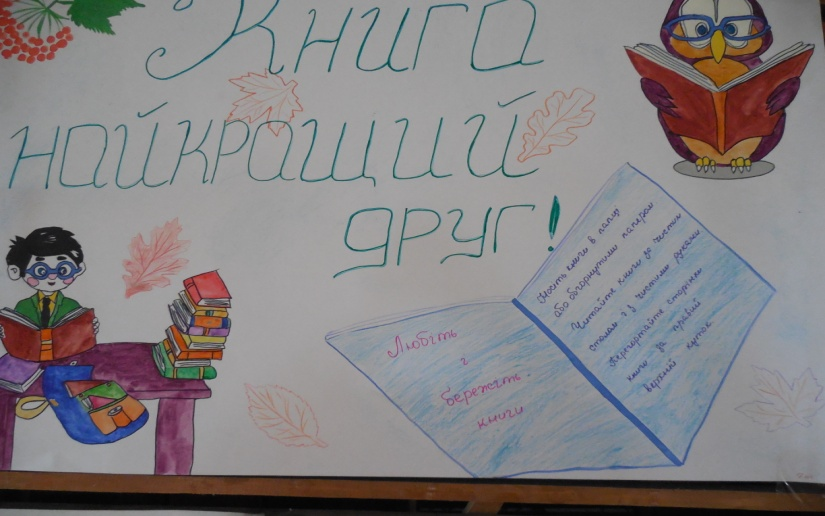 Книга
найкращий
друг!
Любіть
і
бережіть
книги
Носіть книги в папці
або обгорнутими папером
Читайте книги за чистим
столом і з чистими руками
Перегортайте сторінки
книги за правий
верхній куток